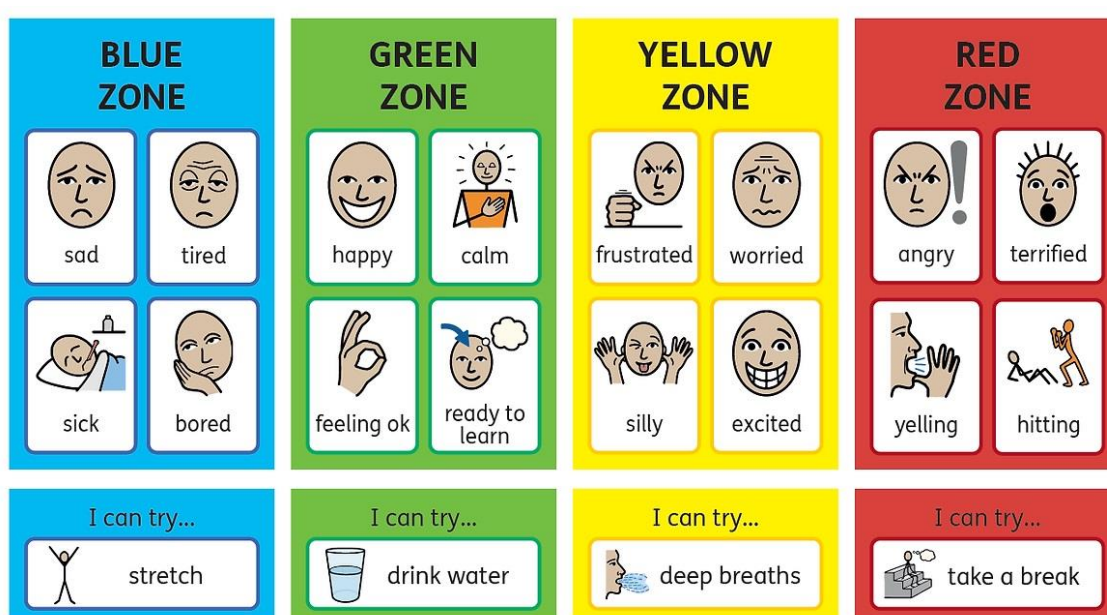 BLUE
ZONE
sad
tired
sick
bored
I can try...
stretch
GREEN
ZONE
happy
calm
feeling ok
ready to
learn
I can try...
drink water
YELLOW
ZONE
frustrated
worried
silly
excited
I can try...
deep breaths
RED
ZONE
angry
terrified
yelling
hitting
I can try...
take a break